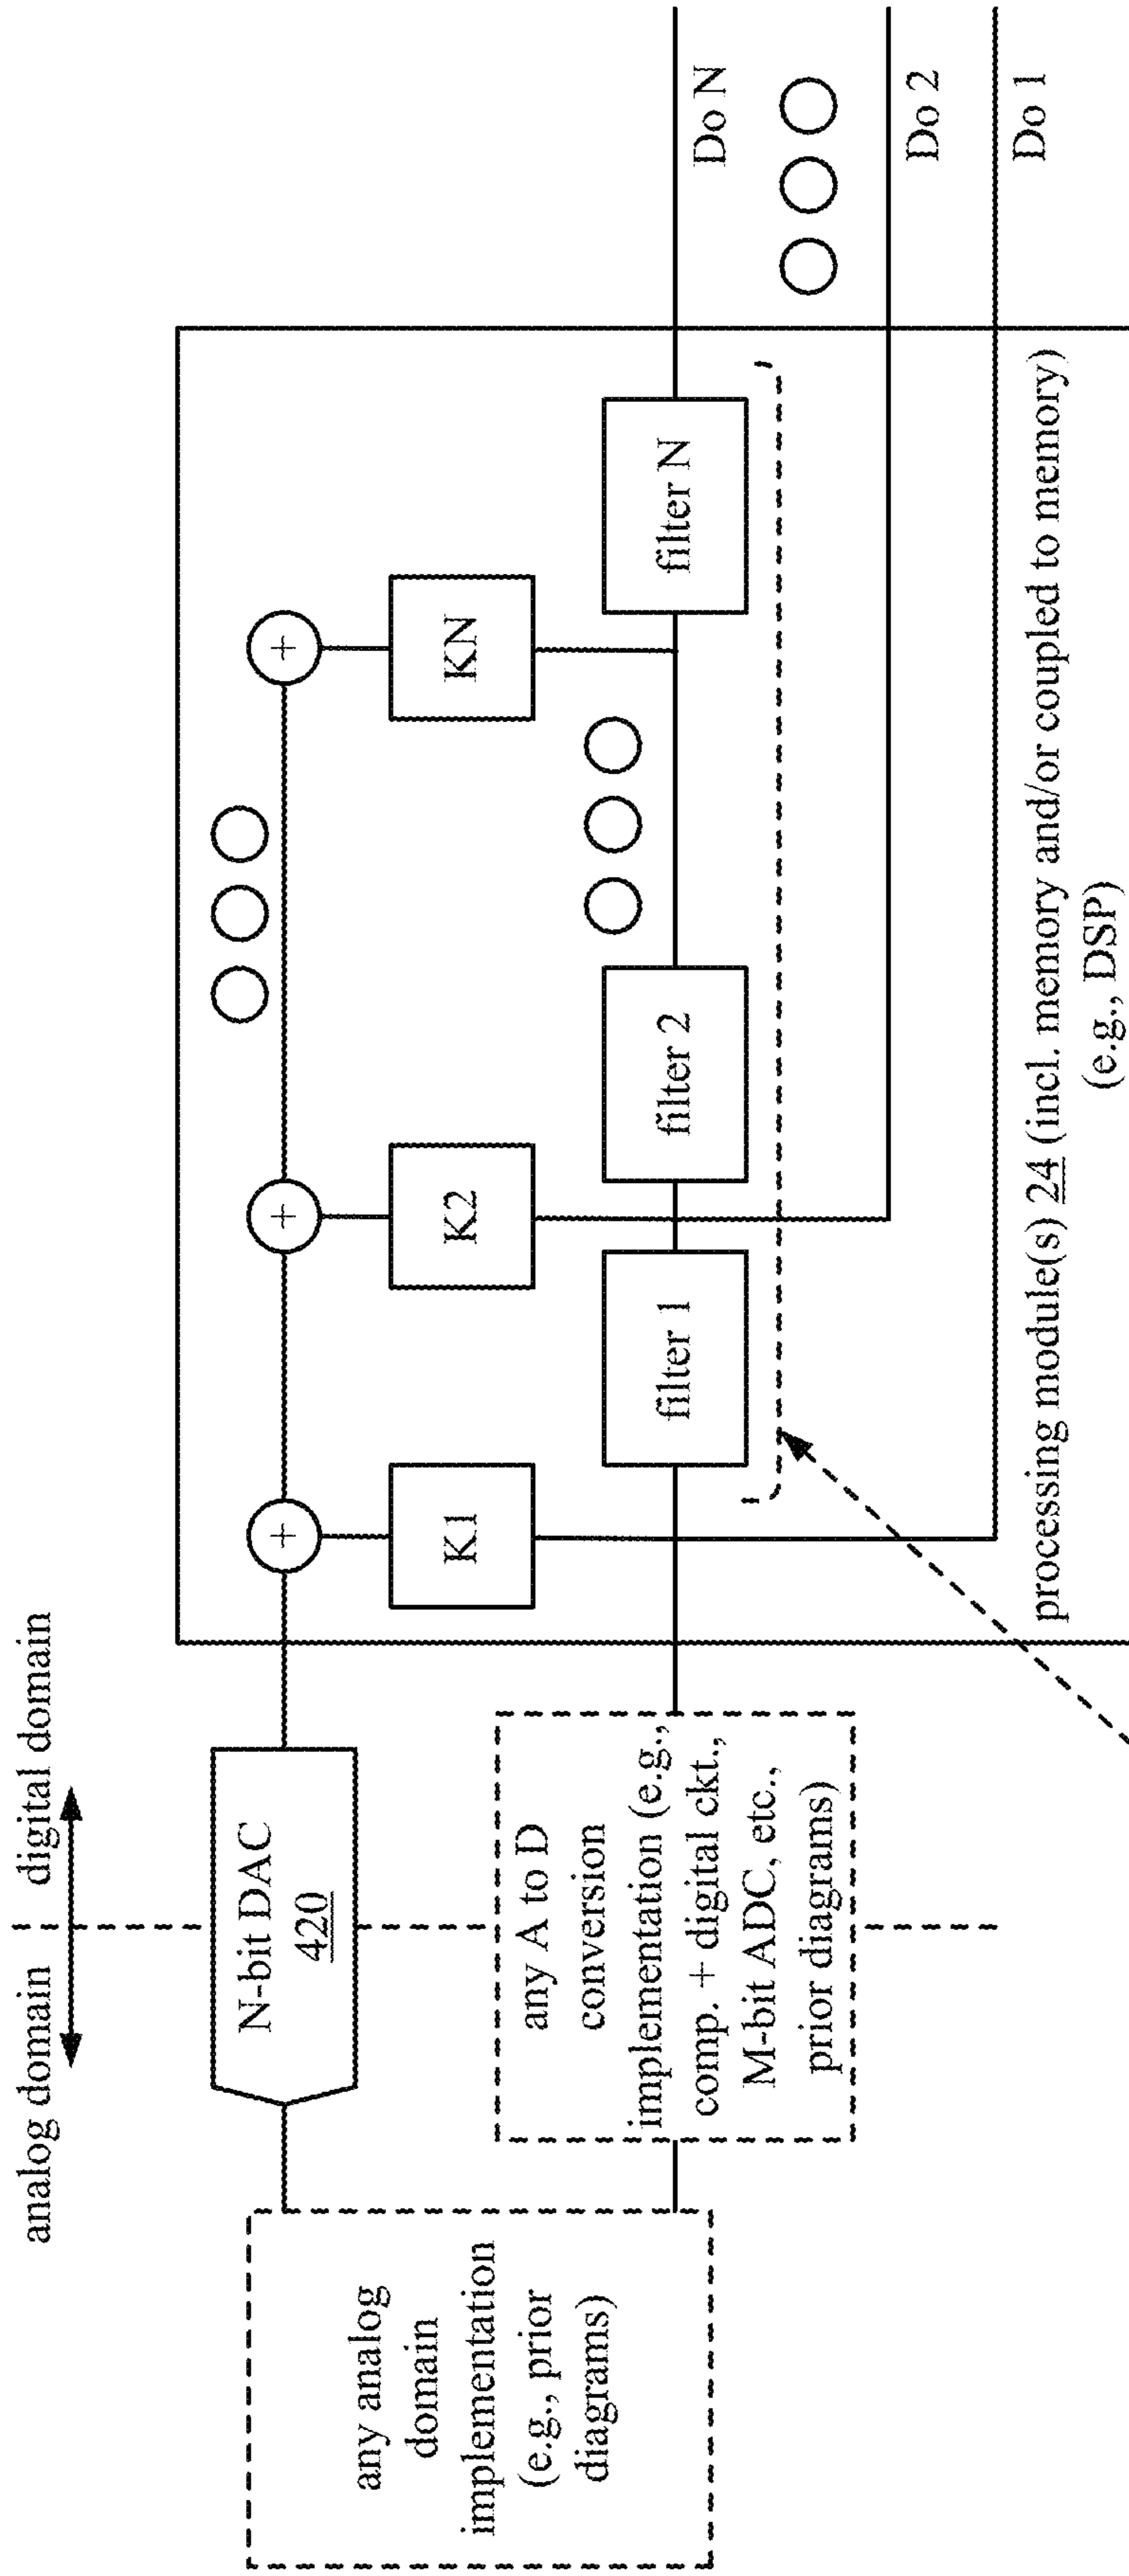 analog domain
digital domain
any analog
domain
implementation
(e.g., prior
diagrams)
N-bit DAC
420
any A to D
conversion
implementation (e.g.,
comp. + digital ckt.,
M-bit ADC, etc.,
prior diagrams)
+
+
+
K1
K2
KN
filter 1
filter 2
filter N
Do N
Do 2
Do 1
processing module(s) 24 (incl. memory and/or coupled to memory)
(e.g., DSP)